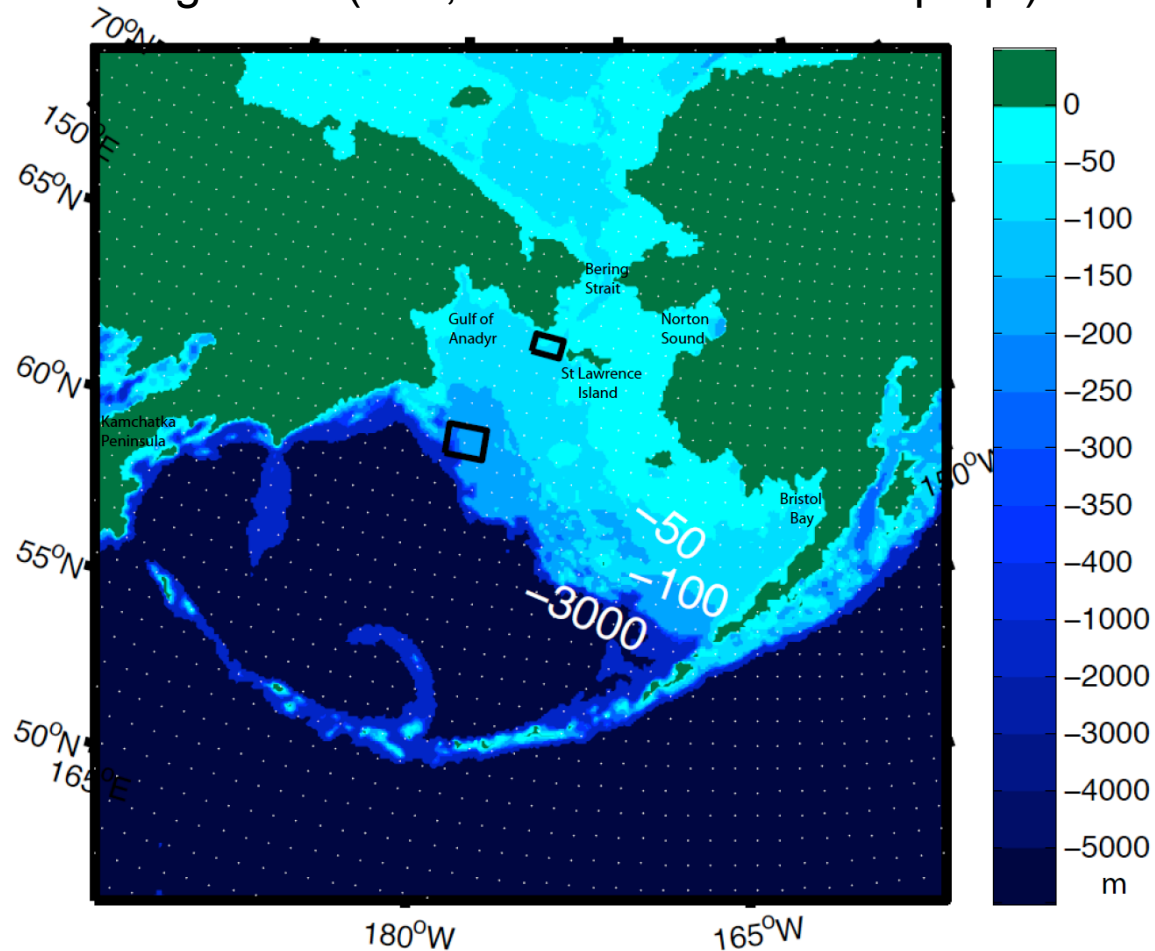 70°N
150°E
65°N
60°N
55°N
50°N
165°E
180°W
165°W
150°W
Bering
Strait
Gulf of
Anadyr
Norton
Sound
St Lawrence
Island
Kamchatka
Peninsula
Bristol
Bay
−50
−100
−3000
0
−50
−100
−150
−200
−250
−300
−350
−400
−1000
−2000
−3000
−4000
−5000
m